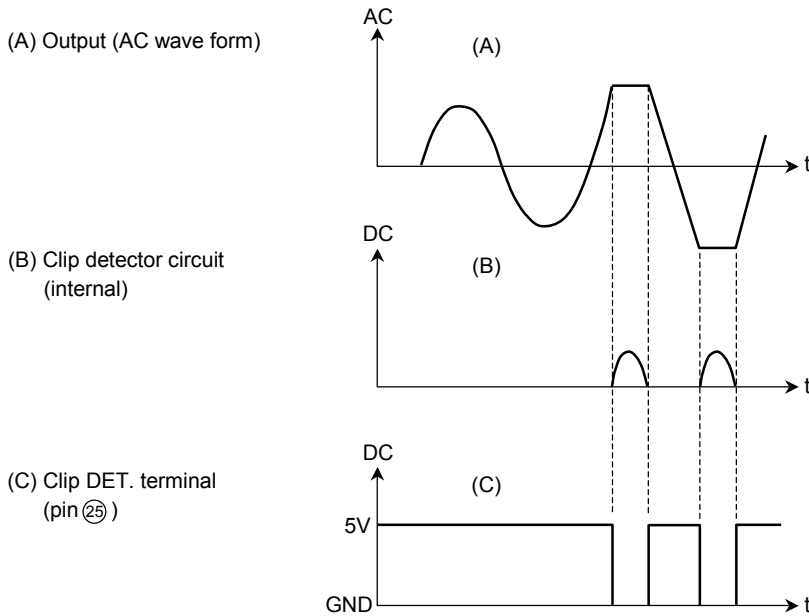 AC
(A) Output (AC wave form)
(A)
t
DC
(B) Clip detector circuit
(internal)
(B)
t
DC
(C) Clip DET. terminal
(pin ㉕ )
(C)
5V
GND
t